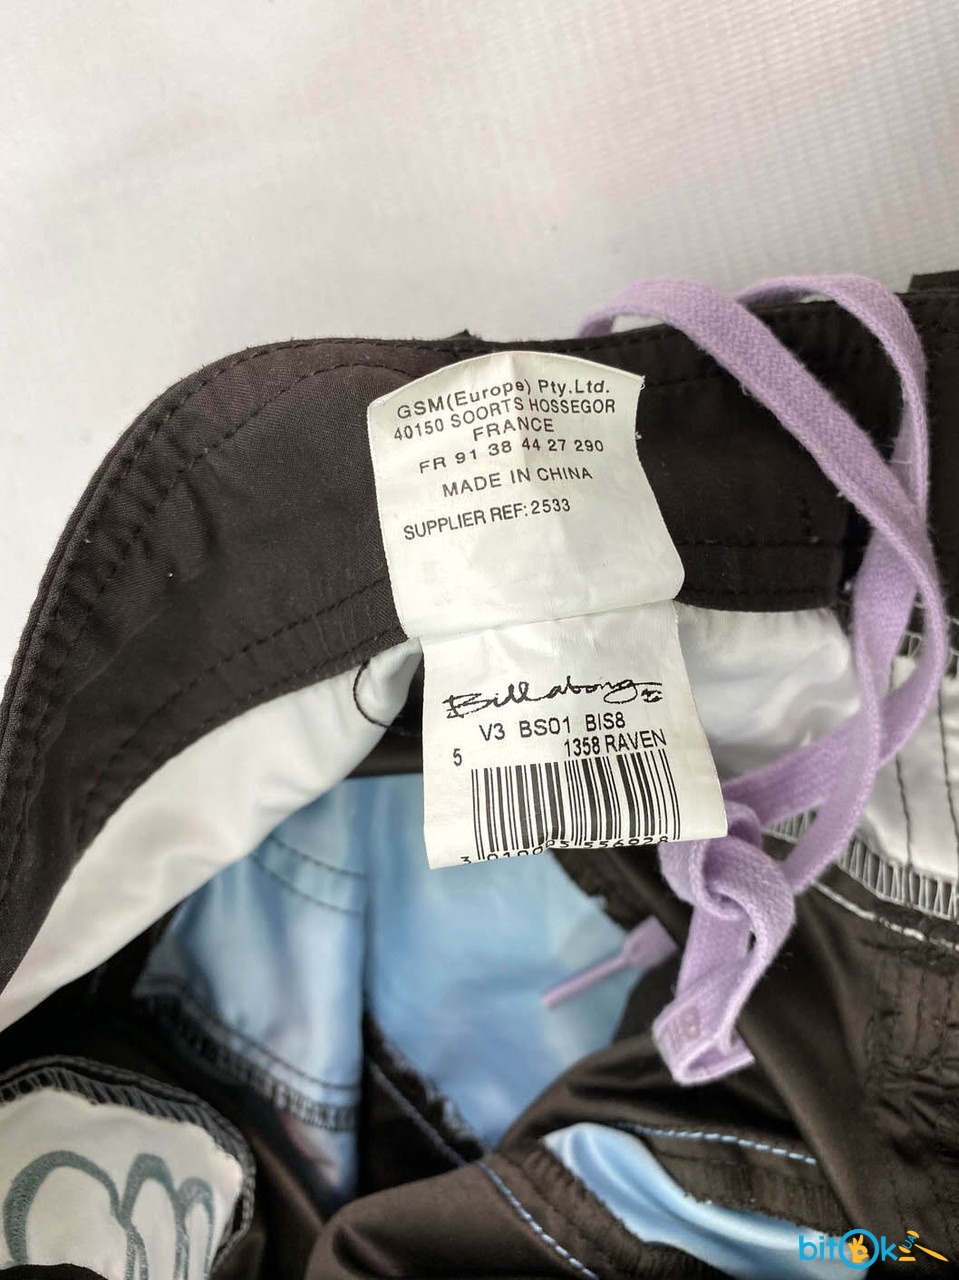 GSM(Europe) Pty.Ltd.
40150 SOORTS HOSSEGOR
FRANCE
FR 91 38 44 27 290
MADE IN CHINA
SUPPLIER REF:2533
Billabong
V3 BS01 BIS8
5 1358 RAVEN
bitok